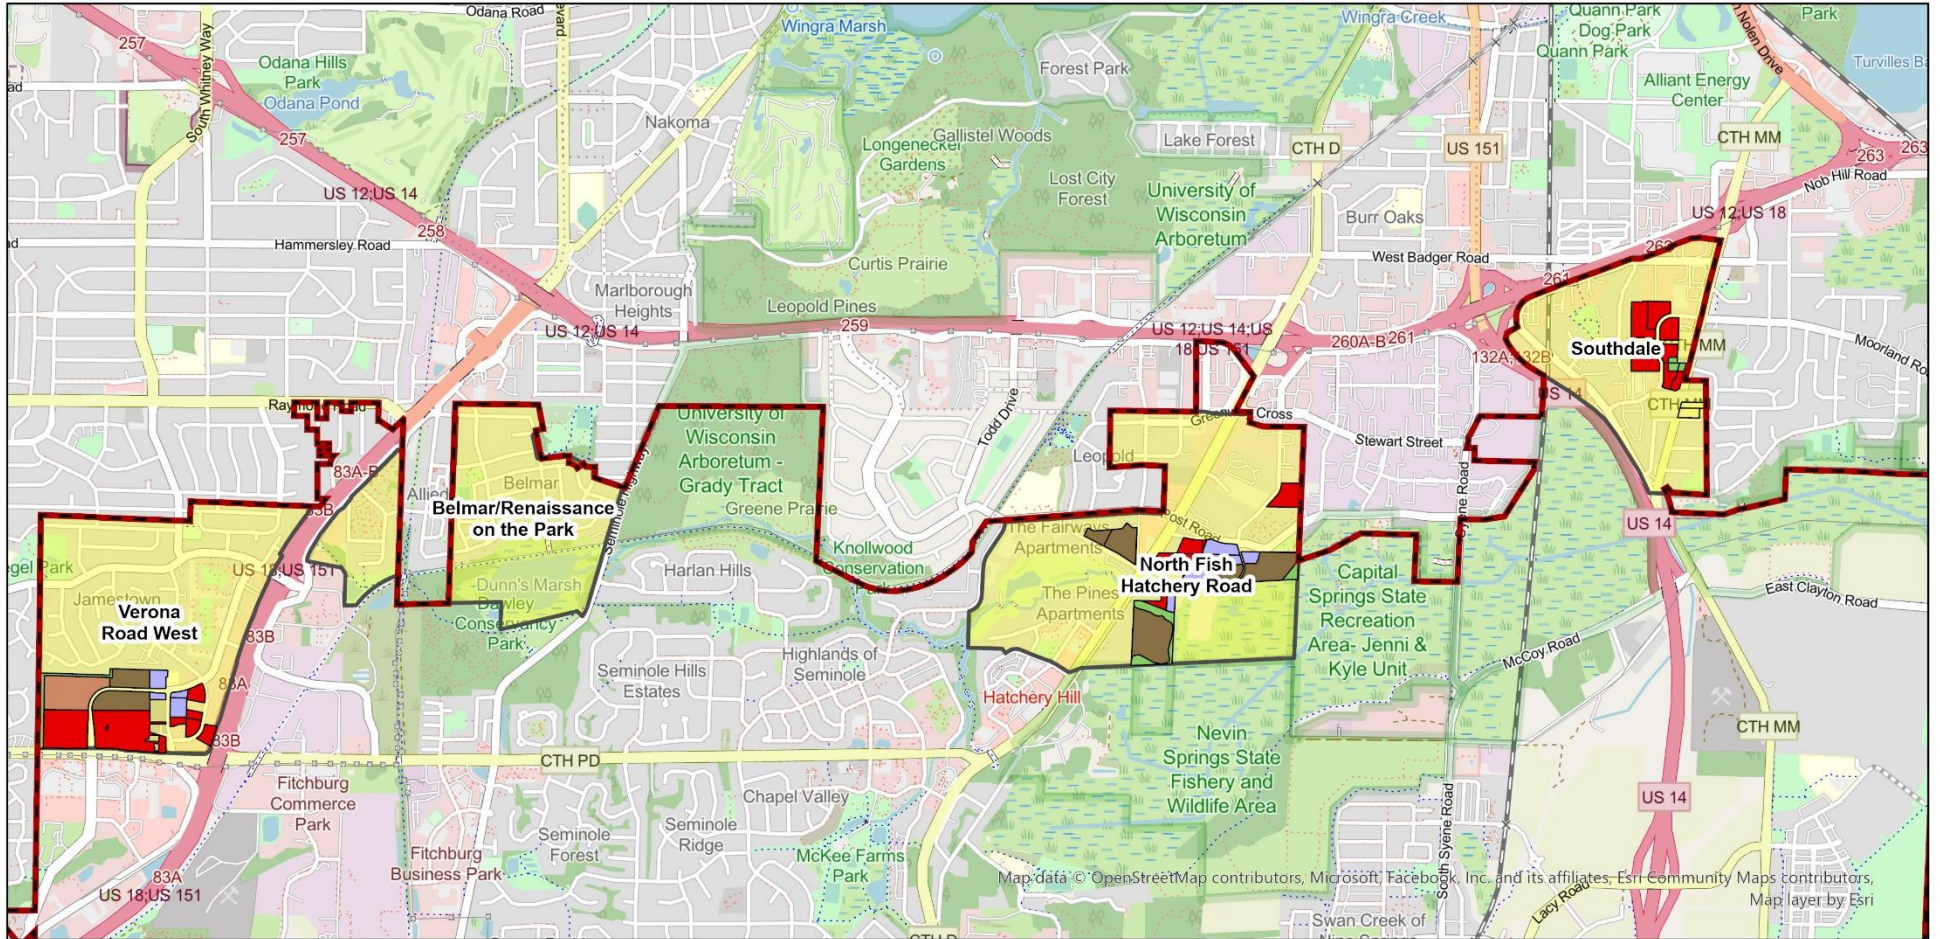 Odana Road
Wingra Marsh
Wingra Creek
Quann Park
Dog Park
Quann Park
Park
257
South Whitney Way
Odana Hills
Park
Odana Pond
Forest Park
Alliant Energy
Center
Nolen Drive
257
Nakoma
Gallistel Woods
Longenecker
Gardens
Lake Forest
CTH D
US 151
CTH MM
263
263
US 12;US 14
Lost City
Forest
University of
Wisconsin
Arboretum
Nob Hill Road
258
Burr Oaks
US 12;US 18
Hammersley Road
West Badger Road
Curtis Prairie
261
Marlborough
Heights
Leopold Pines
US 12;US 14
259
US 12;US 14;US
18;US 151
260A-B
261
132A;132B
Southdale
CTH MM
Moorland
US 14
Todd Drive
Cross
Stewart Street
University of
Wisconsin
Arboretum -
Grady Tract
Greene Prairie
Leopold
83A-B
Allied
Belmar
Belmar/Renaissance
on the Park
Post Road
The Fairways
Apartments
US 14
Knollwood
Conservation
Park
Harlan Hills
North Fish
Hatchery Road
US 18;US 151
Jamestown
Verona
Road West
Dunn's Marsh
Conservancy
Park
The Pines
Apartments
Capital
Springs State
Recreation
Area- Jenni &
Kyle Unit
East Clayton Road
83B
McCoy Road
Highlands of
Seminole
Seminole Hills
Estates
83A
Hatchery Hill
83B
CTH PD
CTH MM
Nevin
Springs State
Fishery and
Wildlife Area
Fitchburg
Commerce
Park
Chapel Valley
US 14
South Syene Road
Seminole
Forest
Seminole
Ridge
Fitchburg
Business Park
McKee Farms
Park
83A
US 18;US 151
Map data © OpenStreetMap contributors, Microsoft, Facebook, Inc. and its affiliates, Esri Community Maps contributors,
Map layer by Esri
Lacy Road
Swan Creek of